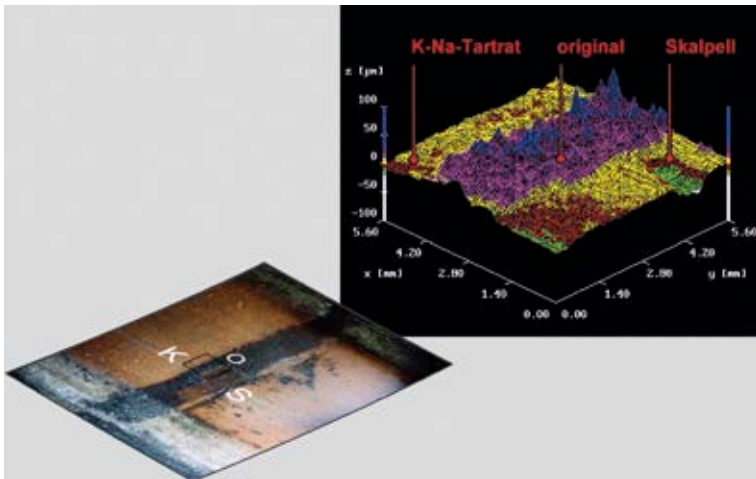 K-Na-Tartrat original Skalpell
z [µm]
100
50
0
-50
-100
5.60
4.20
2.80
1.40
0.00
x [mm]
0.00
1.40
2.80
4.20
5.60
y [mm]
K
O
S